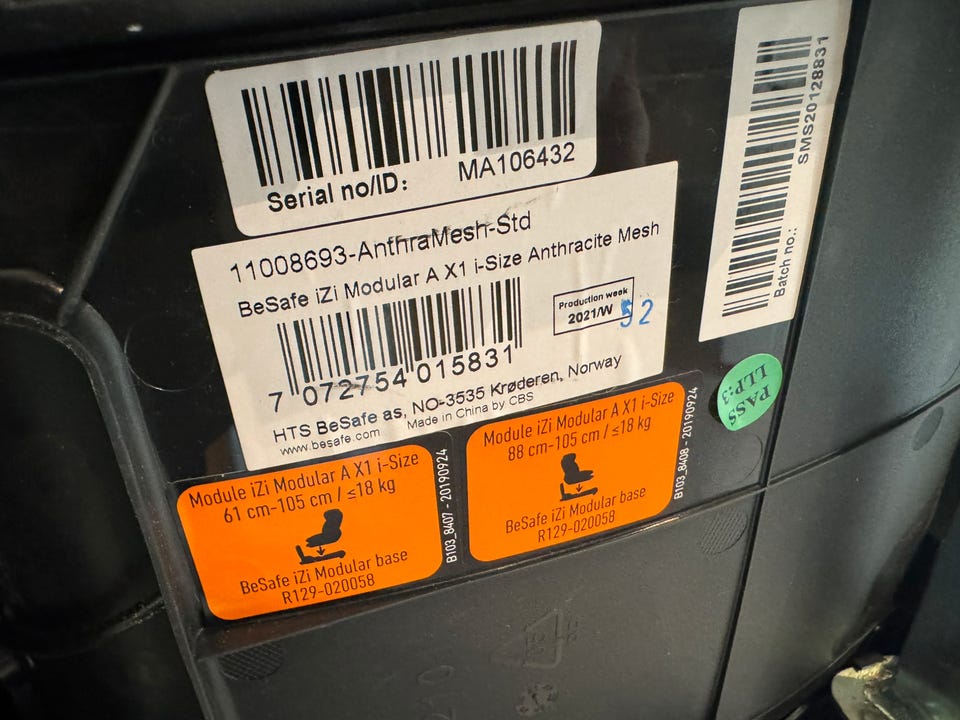 Serial no/ID: MA106432
11008693-AnthraMesh-Std
BeSafe iZi Modular A X1 i-Size Anthracite Mesh
Production week
2021/W 52
7 072754 015831
HTS BeSafe as, NO-3535 Krøderen, Norway
www.besafe.com Made in China by CBS
Batch no.: SMS20128831
PASS
LLP:3
Module iZi Modular A X1 i-Size
61 cm-105 cm / ≤18 kg
BeSafe iZi Modular base
R129-020058
B103_8407 - 20190924
Module iZi Modular A X1 i-Size
88 cm-105 cm / ≤18 kg
BeSafe iZi Modular base
R129-020058
B103_8408 - 20190924